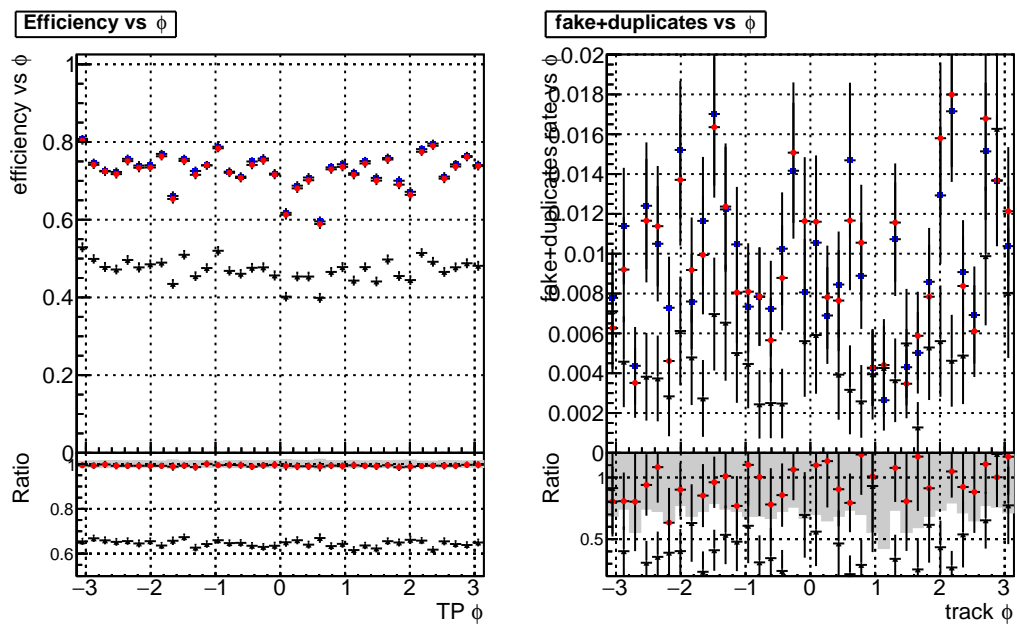 Efficiency vs ϕ
efficiency vs ϕ
1
0.8
0.6
0.4
0.2
0
Ratio
1
0.8
0.6
−3 −2 −1 0 1 2 3
TP ϕ
fake+duplicates vs ϕ
fake+duplicates rate vs ϕ
0.02
0.018
0.016
0.014
0.012
0.01
0.008
0.006
0.004
0.002
0
Ratio
1
0.5
−3 −2 −1 0 1 2 3
track ϕ